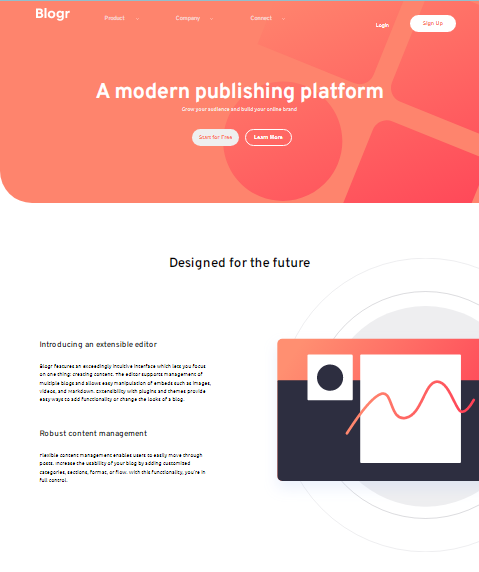 Blogr
Product
Company
Connect
Login
Sign Up
A modern publishing platform
Grow your audience and build your online brand
Start for Free
Learn More
Designed for the future
Introducing an extensible editor
Blogr features an exceedingly intuitive interface which lets you focus
on one thing: creating content. The editor supports management of
multiple blogs and allows easy manipulation of embeds such as images,
videos, and Markdown. Extensibility with plugins and themes provide
easy ways to add functionality or change the looks of a blog.
Robust content management
Flexible content management enables users to easily move through
posts. Increase the usability of your blog by adding customized
categories, sections, format, or flow. With this functionality, you're in
full control.